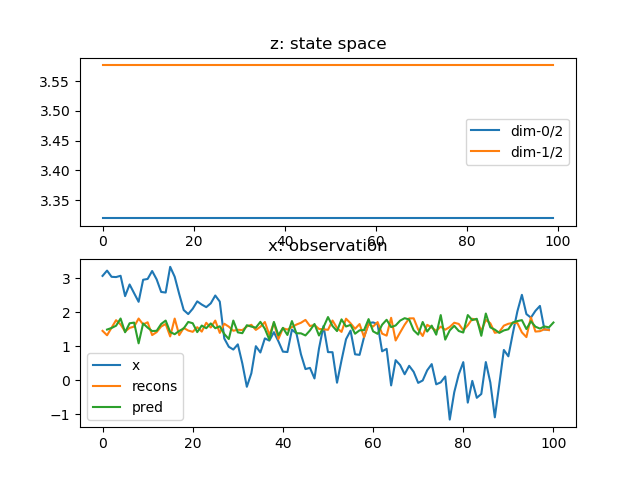 z: state space
3.55
3.50
3.45
3.40
3.35
dim-0/2
dim-1/2
0 20 40 60 80 100
x: observation
3
2
1
0
−1
x
recons
pred
0 20 40 60 80 100